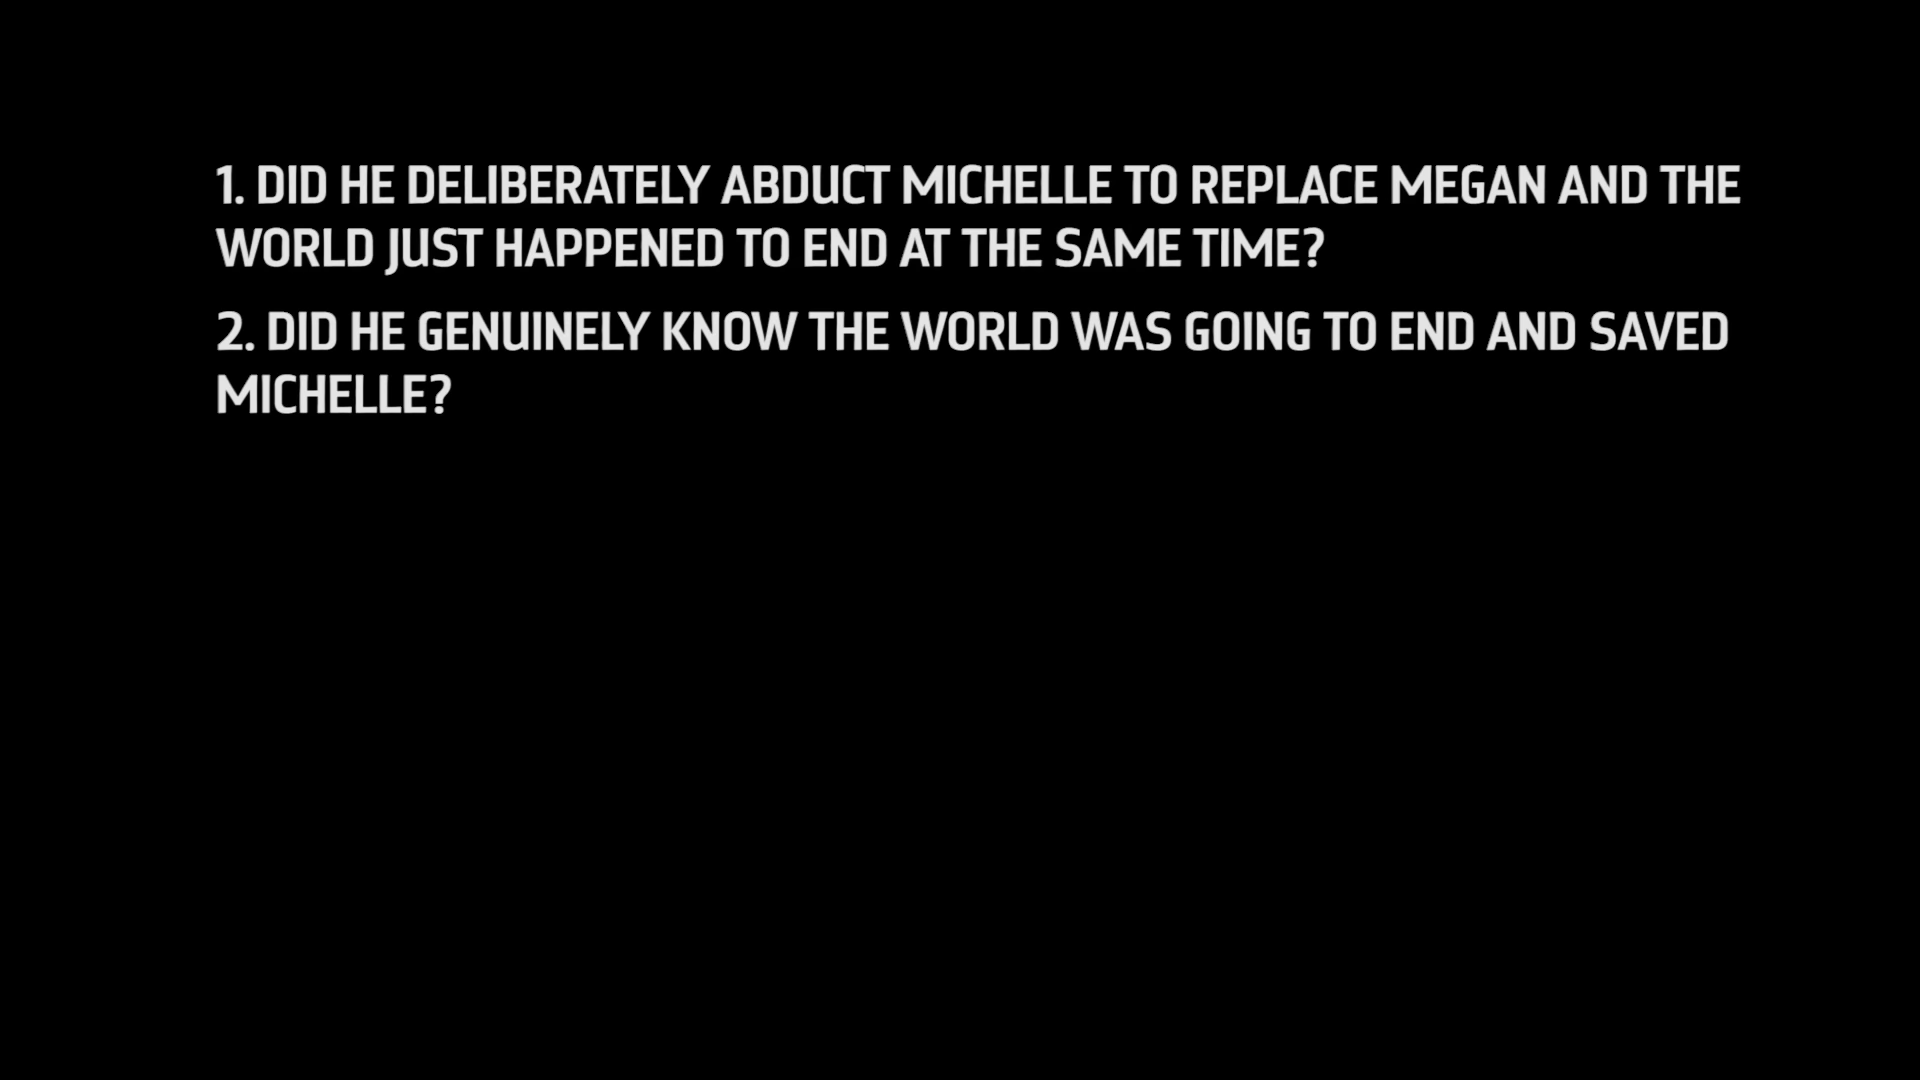 1. DID HE DELIBERATELY ABDUCT MICHELLE TO REPLACE MEGAN AND THE
WORLD JUST HAPPENED TO END AT THE SAME TIME?
2. DID HE GENUINELY KNOW THE WORLD WAS GOING TO END AND SAVED
MICHELLE?